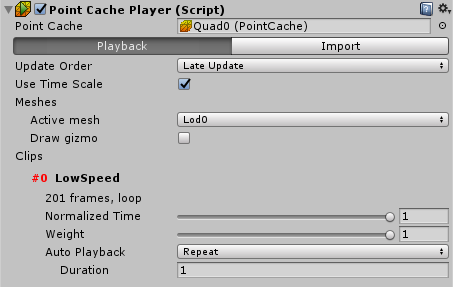 Point Cache Player (Script)
Point Cache Quad0 (PointCache)
Playback Import
Update Order Late Update
Use Time Scale
Meshes
Active mesh Lod0
Draw gizmo
Clips
#0 LowSpeed
201 frames, loop
Normalized Time 1
Weight 1
Auto Playback Repeat
Duration 1